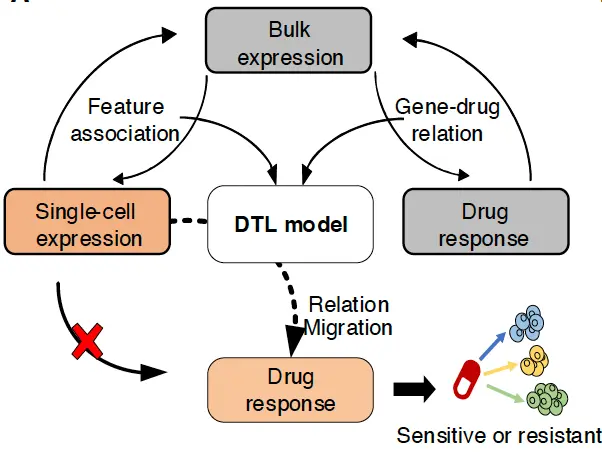 Bulk
expression
Feature
association
Gene-drug
relation
Single-cell
expression
DTL model
Drug
response
Relation
Migration
Drug
response
Sensitive or resistant